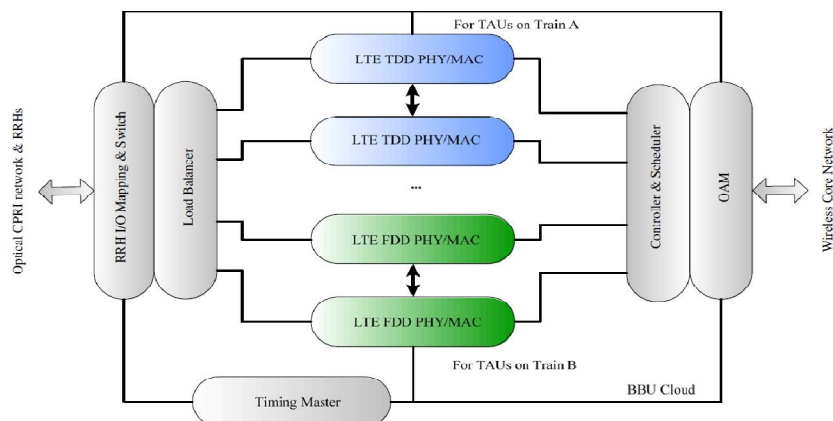 For TAUs on Train A
LTE TDD PHY/MAC
LTE TDD PHY/MAC
...
LTE FDD PHY/MAC
LTE FDD PHY/MAC
For TAUs on Train B
Optical CPRI network & RRHs
RRH I/O Mapping & Switch
Load Balancer
Controller & Scheduler
OAM
Wireless Core Network
BBU Cloud
Timing Master